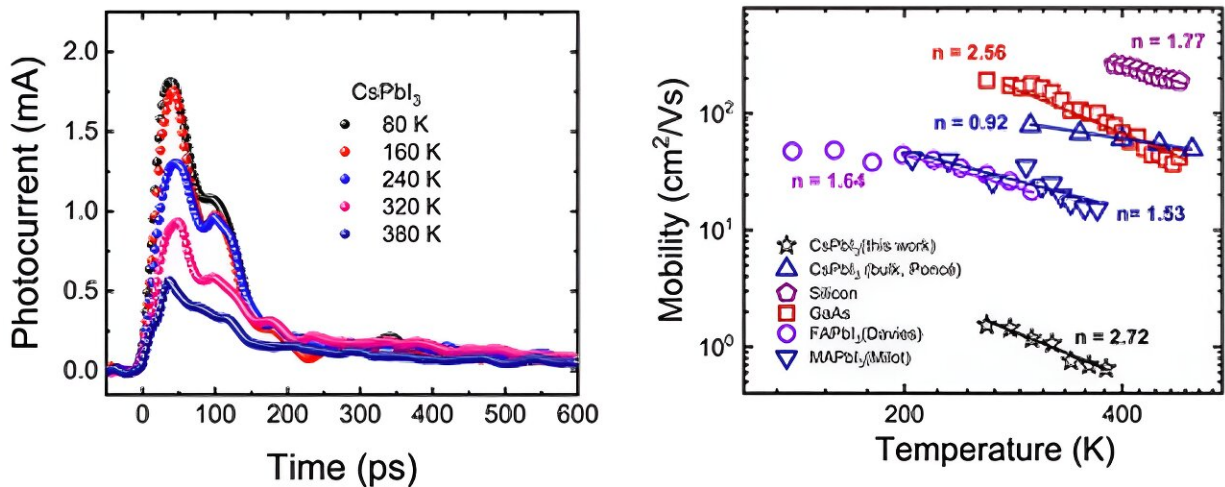 Photocurrent (mA)
2.0
1.5
1.0
0.5
0.0
CsPbI3
80 K
160 K
240 K
320 K
380 K
0
100
200
300
400
500
600
Time (ps)
Mobility (cm²/Vs)
10²
10¹
10⁰
n = 1.77
n = 2.56
n = 0.92
n = 1.64
n= 1.53
n = 2.72
CsPbI3(this work)
CsPbI3 (bulk, Poncé)
Silicon
GaAs
FAPbI3(Davies)
MAPbI3(Milot)
200
400
Temperature (K)